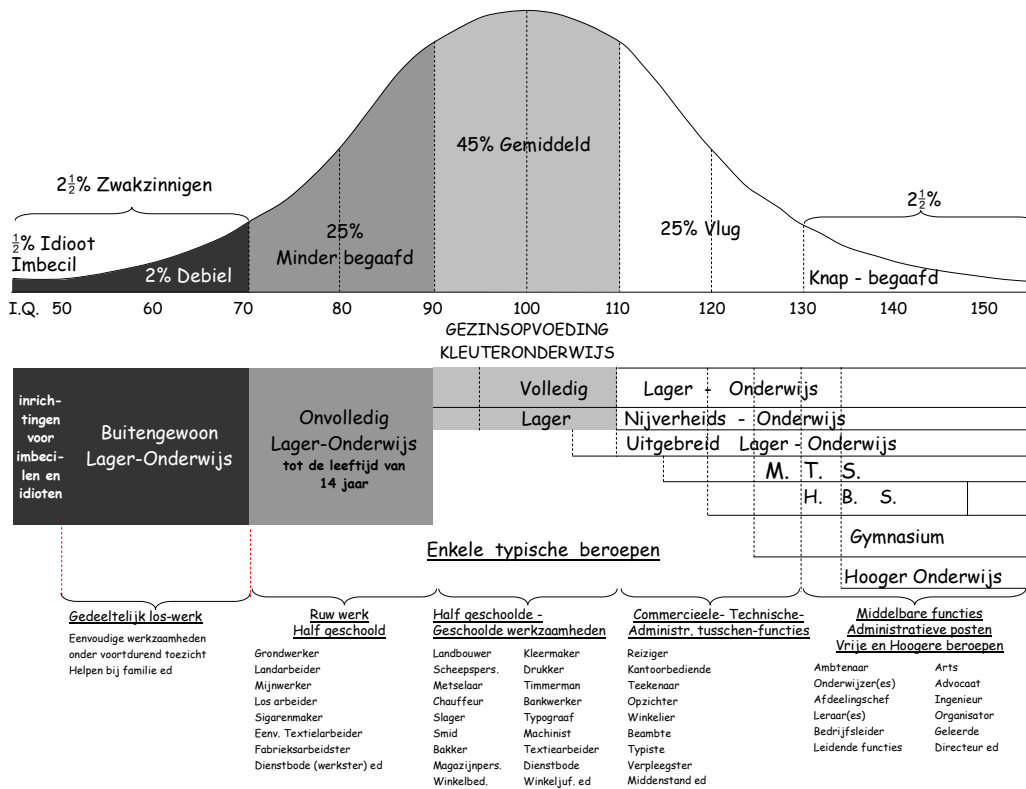 45% Gemiddeld
2½% Zwakzinnigen
2½%
½% Idioot
Imbecil
2% Debiel
25%
Minder begaafd
25% Vlug
Knap - begaafd
I.Q. 50 60 70 80 90 100 110 120 130 140 150
GEZINSOPVOEDING
KLEUTERONDERWIJS
inrich-
tingen
voor
imbeci-
len en
idioten
Buitengewoon
Lager-Onderwijs
Onvolledig
Lager-Onderwijs
tot de leeftijd van
14 jaar
Volledig Lager - Onderwijs
Lager Nijverheids - Onderwijs
Uitgebreid Lager - Onderwijs
M. T. S.
H. B. S.
Gymnasium
Hooger Onderwijs
Enkele typische beroepen
Gedeeltelijk los-werk
Eenvoudige werkzaamheden
onder voortdurend toezicht
Helpen bij familie ed
Ruw werk
Half geschoold
Grondwerker
Landarbeider
Mijnwerker
Los arbeider
Sigarenmaker
Eenv. Textielarbeider
Fabrieksarbeidster
Dienstbode (werkster) ed
Half geschoolde -
Geschoolde werkzaamheden
Landbouwer
Scheepspers.
Metselaar
Chauffeur
Slager
Smid
Bakker
Magazijnpers.
Winkelbed.
Kleermaker
Drukker
Timmerman
Bankwerker
Typograaf
Machinist
Textiearbeider
Dienstbode
Winkeljuf. ed
Commercieele- Technische-
Administr. tusschen-functies
Reiziger
Kantoorbediende
Teekenaar
Opzichter
Winkelier
Beambte
Typiste
Verpleegster
Middenstand ed
Middelbare functies
Administratieve posten
Vrije en Hoogere beroepen
Ambtenaar
Onderwijzer(es)
Afdeelingschef
Leraar(es)
Bedrijfsleider
Leidende functies
Arts
Advocaat
Ingenieur
Organisator
Geleerde
Directeur ed